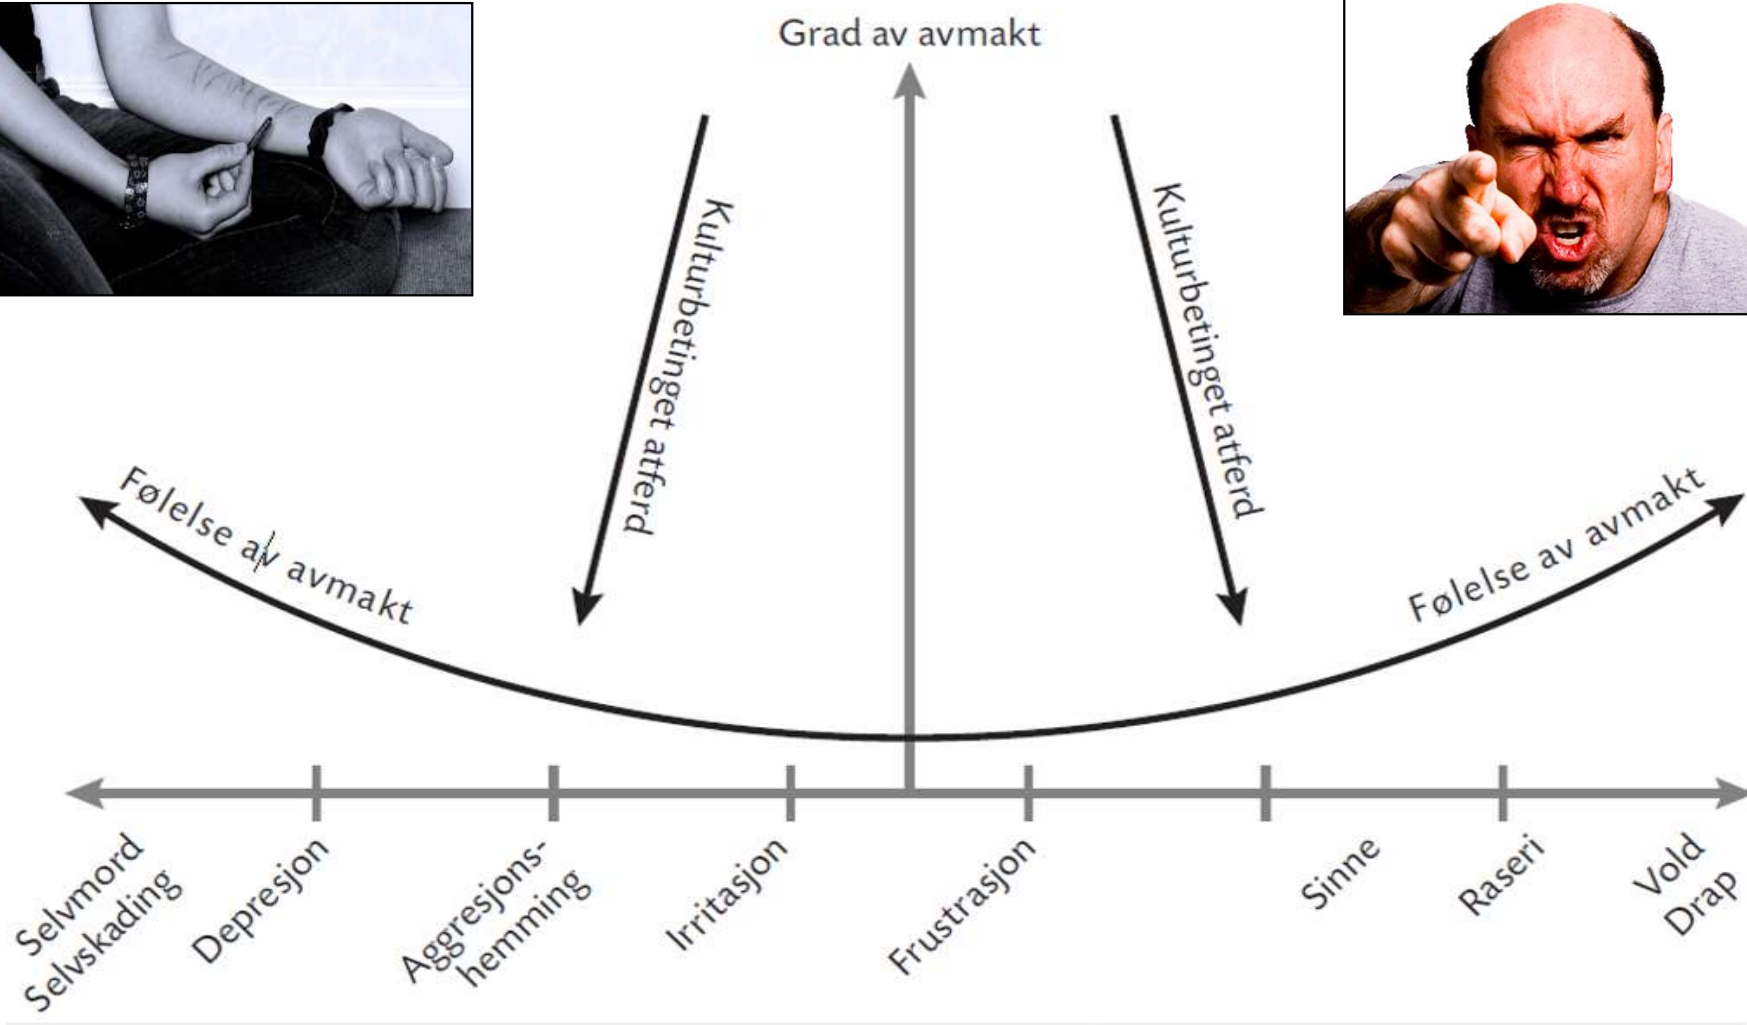 Grad av avmakt
Kulturbetinget atferd
Kulturbetinget atferd
Følelse av avmakt
Følelse av avmakt
Selvmord
Selvskading
Depresjon
Aggresjons-
hemming
Irritasjon
Frustrasjon
Sinne
Raseri
Vold
Drap